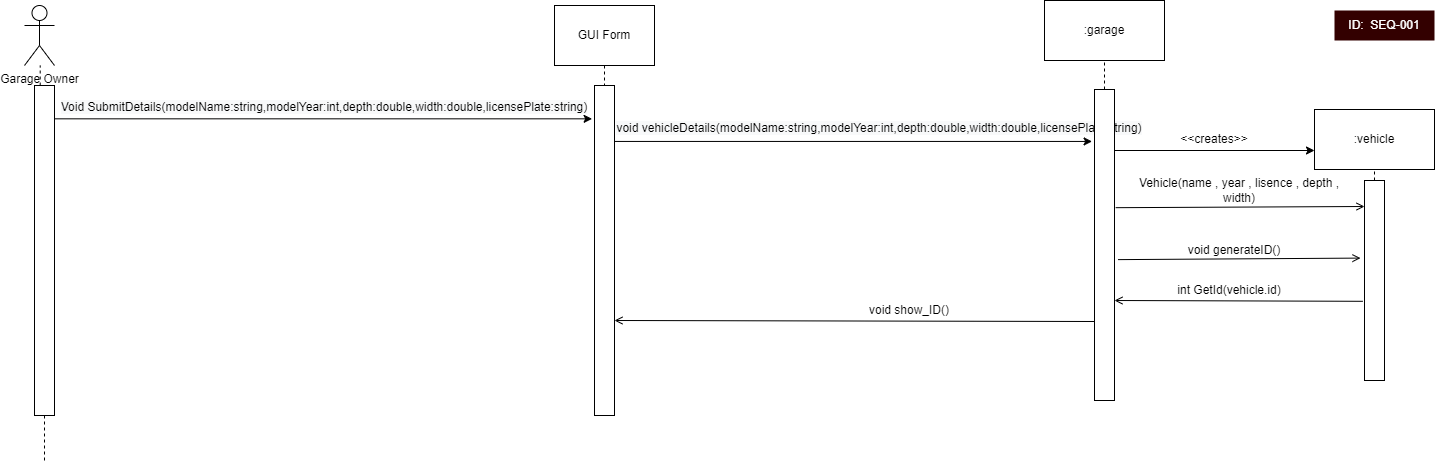 ID: SEQ-001
GUI Form
:garage
Garage Owner
Void SubmitDetails(modelName:string,modelYear:int,depth:double,width:double,licensePlate:string)
void vehicleDetails(modelName:string,modelYear:int,depth:double,width:double,licensePla tring)
<<creates>>
:vehicle
Vehicle(name , year , lisence , depth ,
width)
void generateID()
int GetId(vehicle.id)
void show_ID()